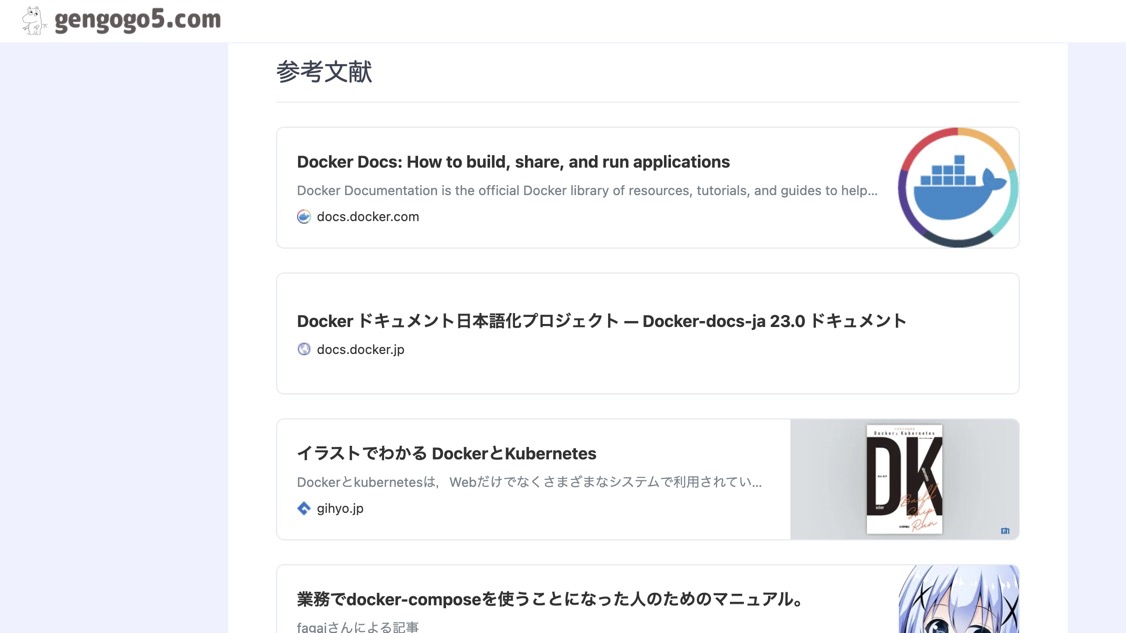 gengogo5.com
参考文献
Docker Docs: How to build, share, and run applications
Docker Documentation is the official Docker library of resources, tutorials, and guides to help...
docs.docker.com
Docker ドキュメント日本語化プロジェクト — Docker-docs-ja 23.0 ドキュメント
docs.docker.jp
イラストでわかる DockerとKubernetes
Dockerとkubernetesは，Webだけでなくさまざまなシステムで利用されてい...
gihyo.jp
Docker Kubernetes
DK
Build
Ship
Run
業務でdocker-composeを使うことになった人のためのマニュアル。
fagaiさんによる記事